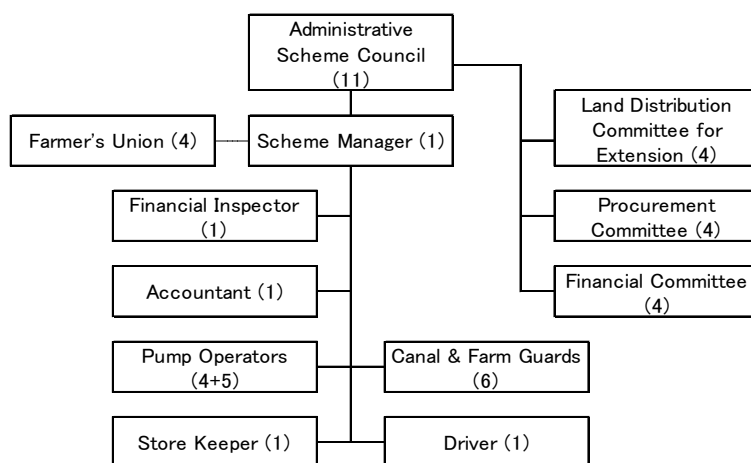 Administrative
Scheme Council
(11)
Farmer's Union (4)
Scheme Manager (1)
Land Distribution
Committee for
Extension (4)
Financial Inspector
(1)
Procurement
Committee (4)
Accountant (1)
Financial Committee
(4)
Pump Operators
(4+5)
Canal & Farm Guards
(6)
Store Keeper (1)
Driver (1)